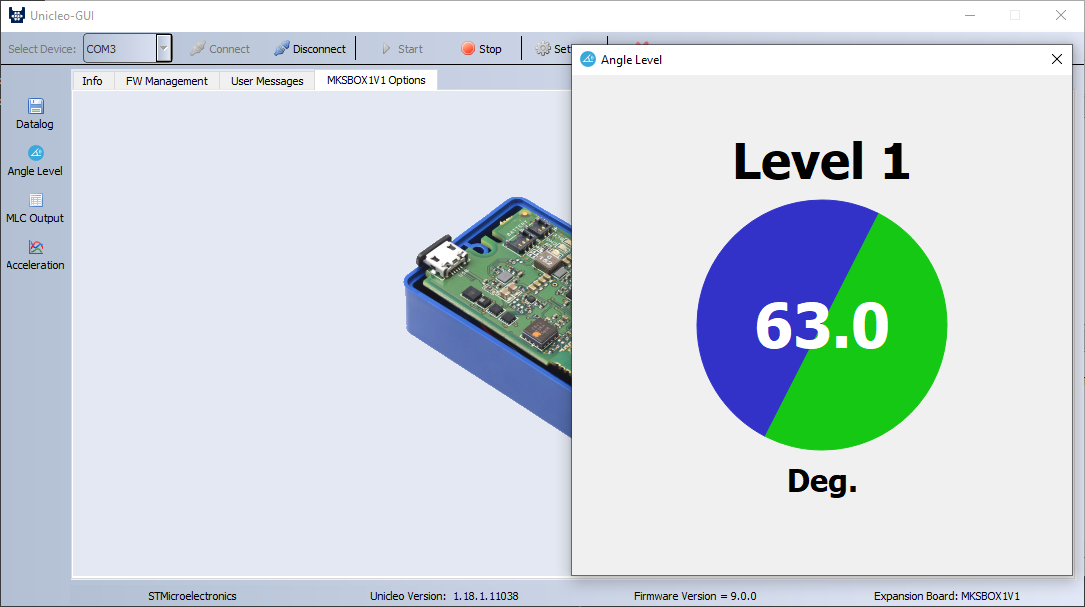 Unicleo-GUI
Select Device: COM3 Connect Disconnect Start Stop
Angle Level
Info FW Management User Messages MKSBOX1V1 Options
Datalog
Angle Level
MLC Output
Acceleration
Level 1
63.0
Deg.
STMicroelectronics Unicleo Version: 1.18.1.11038 Firmware Version = 9.0.0 Expansion Board: MKSBOX1V1